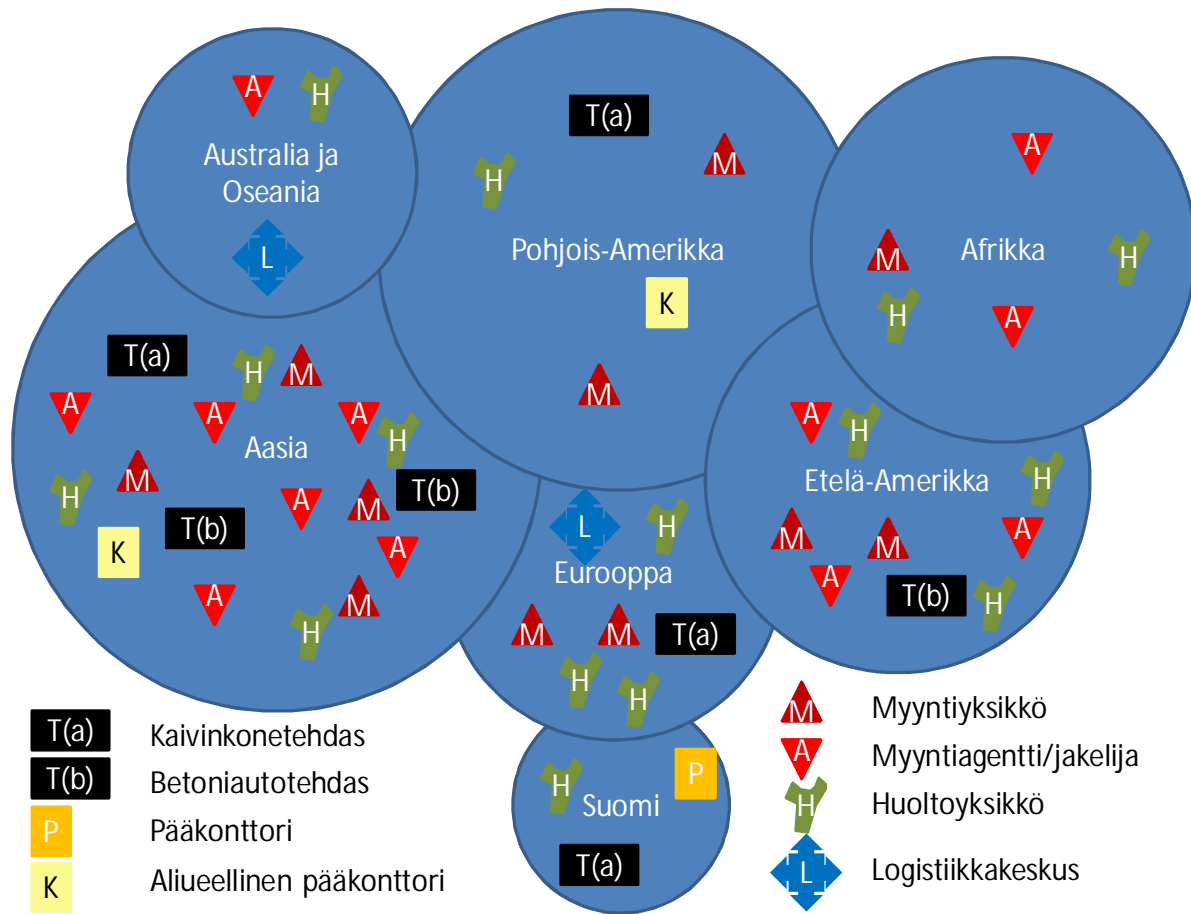 A
H
Australia ja
Oseania
L
T(a)
M
H
Pohjois-Amerikka
K
M
A
M
Afrikka
H
H
A
T(a)
H
M
A
A
A
H
Aasia
H
M
A
M
T(b)
T(b)
K
A
A
M
H
A
H
Etelä-Amerikka
H
M
M
A
A
T(b)
H
L
H
Eurooppa
M
M
T(a)
H
H
P
H
Suomi
T(a)
T(a) Kaivinkonetehdas
T(b) Betoniautotehdas
P Pääkonttori
K Aliueellinen pääkonttori
M Myyntiyksikkö
A Myyntiagentti/jakelija
H Huoltoyksikkö
L Logistiikkakeskus